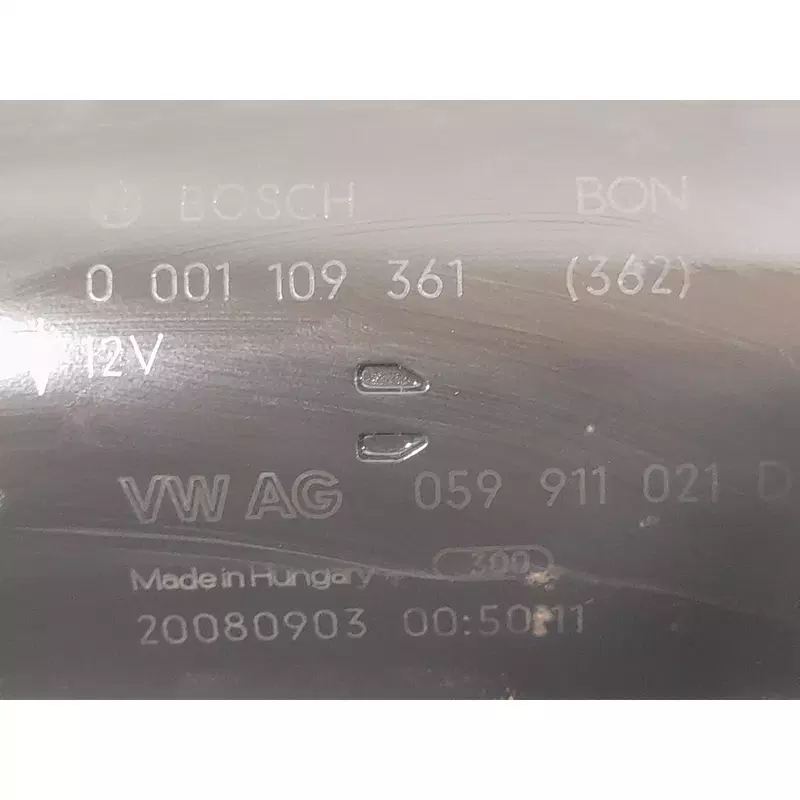 BOSCH BON
0 001 109 361 (362)
12V
VW AG 059 911 021 D
Made in Hungary 300
20080903 00:50:11